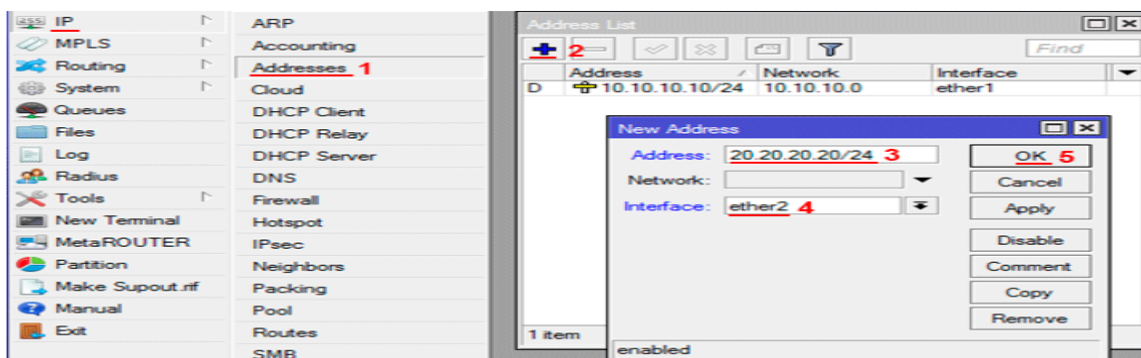 IP
MPLS
Routing
System
Queues
Files
Log
Radius
Tools
New Terminal
MetaROUTER
Partition
Make Supout.rif
Manual
Exit
ARP
Accounting
Addresses 1
Cloud
DHCP Client
DHCP Relay
DHCP Server
DNS
Firewall
Hotspot
IPsec
Neighbors
Packing
Pool
Routes
SMB
Address List
2
Find
Address Network Interface
D 10.10.10.10/24 10.10.10.0 ether1
New Address
Address: 20.20.20.20/24 3
Network:
Interface: ether2 4
OK 5
Cancel
Apply
Disable
Comment
Copy
Remove
1 item
enabled